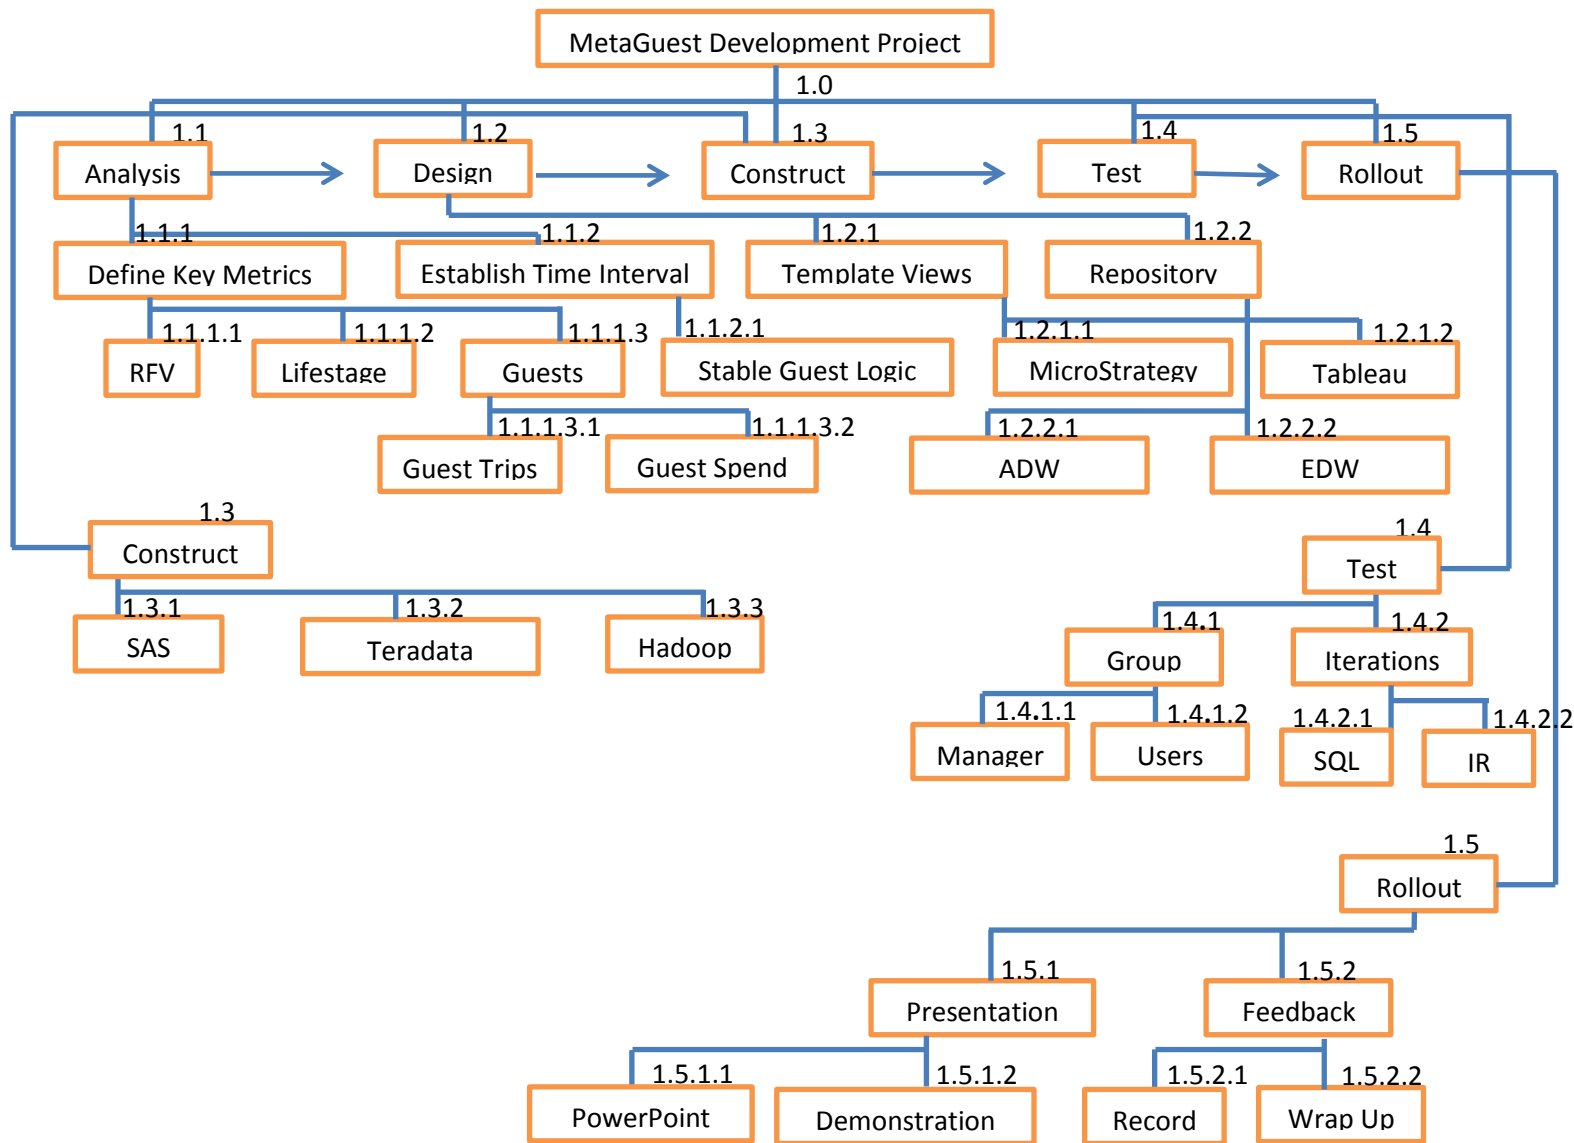 MetaGuest Development Project
1.0
1.1
1.2
1.3
1.4
1.5
Analysis
Design
Construct
Test
Rollout
1.1.1
1.1.2
1.2.1
1.2.2
Define Key Metrics
Establish Time Interval
Template Views
Repository
1.1.1.1
1.1.1.2
1.1.1.3
1.1.2.1
1.2.1.1
1.2.1.2
RFV
Lifestage
Guests
Stable Guest Logic
MicroStrategy
Tableau
1.1.1.3.1
1.1.1.3.2
1.2.2.1
1.2.2.2
Guest Trips
Guest Spend
ADW
EDW
1.3
Construct
1.4
Test
1.3.1
1.3.2
1.3.3
SAS
Teradata
Hadoop
1.4.1
1.4.2
Group
Iterations
1.4.1.1
1.4.1.2
1.4.2.1
1.4.2.2
Manager
Users
SQL
IR
1.5
Rollout
1.5.1
1.5.2
Presentation
Feedback
1.5.1.1
1.5.1.2
1.5.2.1
1.5.2.2
PowerPoint
Demonstration
Record
Wrap Up